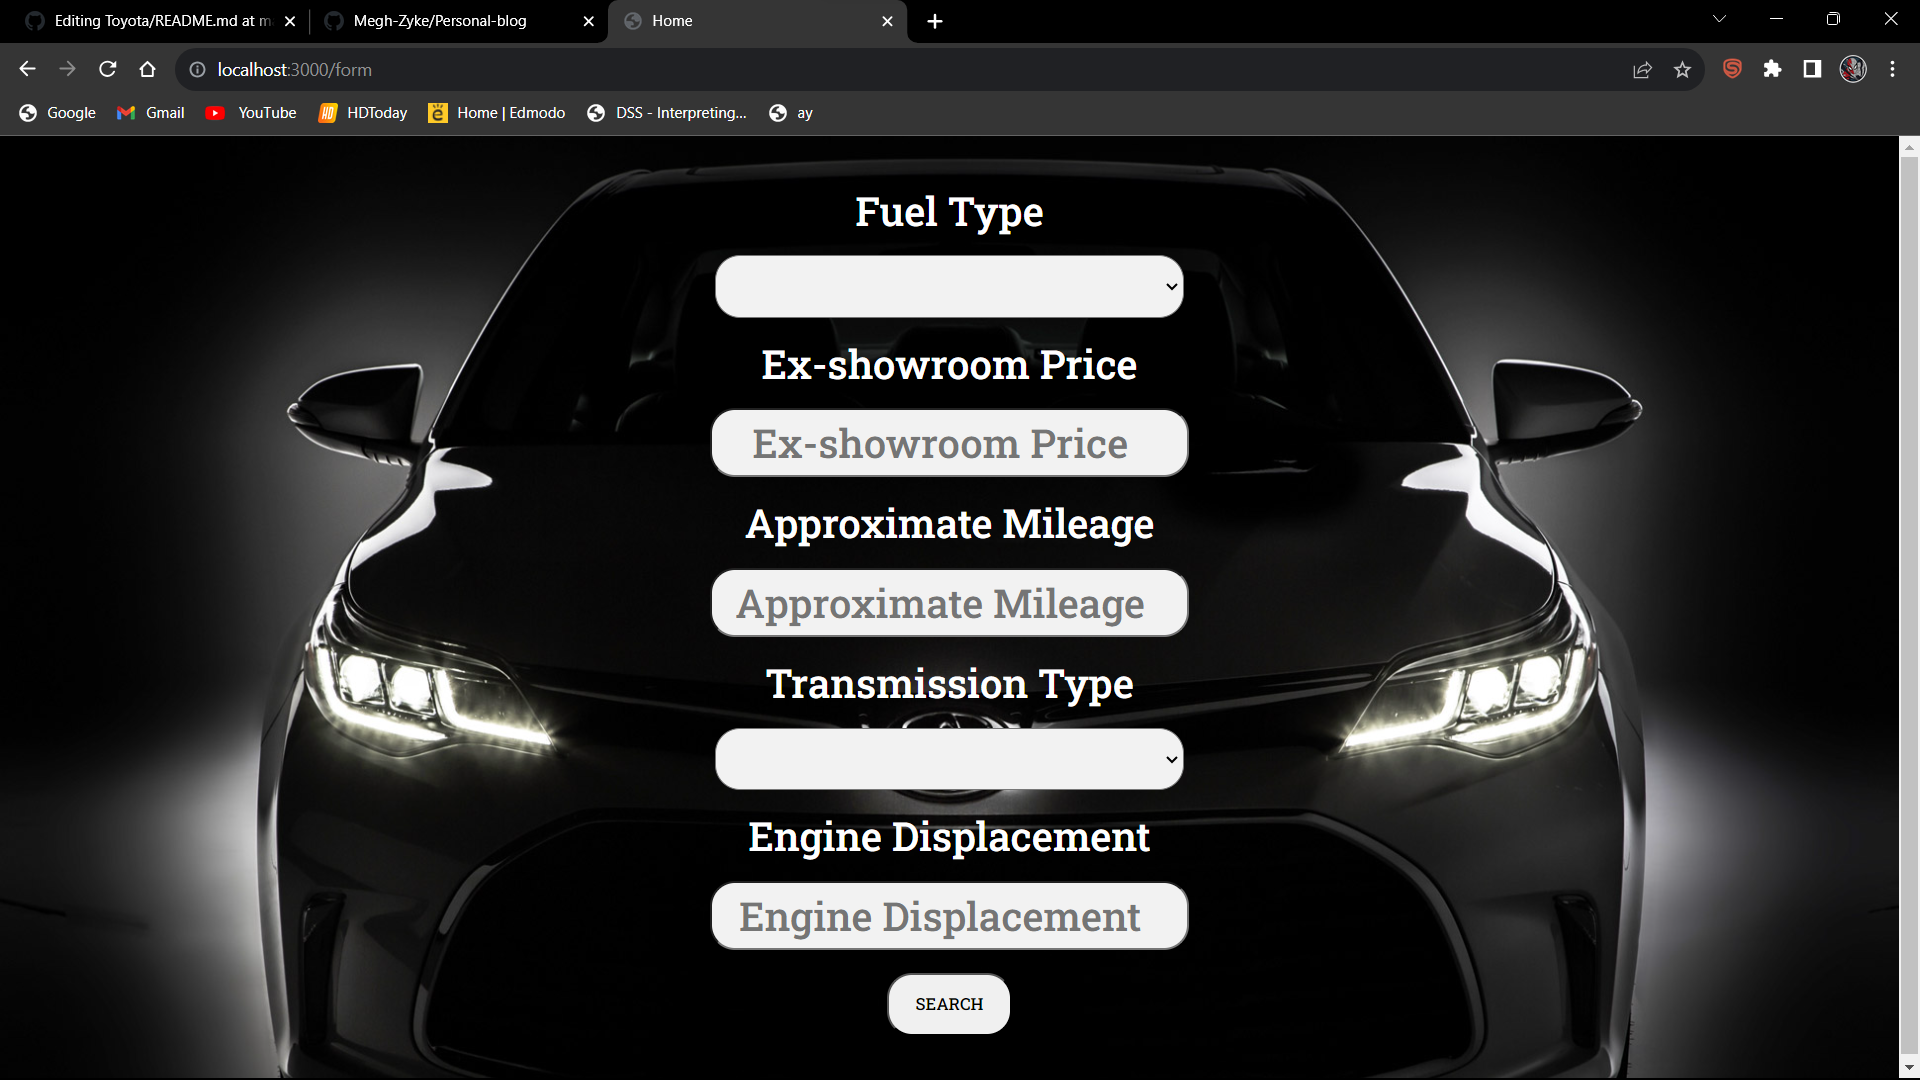 Editing Toyota/README.md at m
Megh-Zyke/Personal-blog
Home
localhost:3000/form
Google
Gmail
YouTube
HD
HDToday
é
Home | Edmodo
DSS - Interpreting...
ay
Fuel Type
Ex-showroom Price
Ex-showroom Price
Approximate Mileage
Approximate Mileage
Transmission Type
Engine Displacement
Engine Displacement
SEARCH